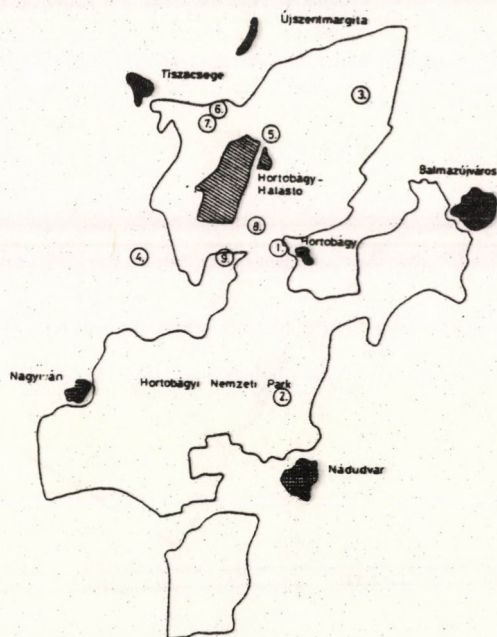 Újszentmargita
Tiszacsege
3.
6.
7.
5.
Balmazújváros
Hortobágy-
Halastó
8.
1.
Hortobágy
4.
9.
Hortobágyi Nemzeti Park
2.
Nádudvar